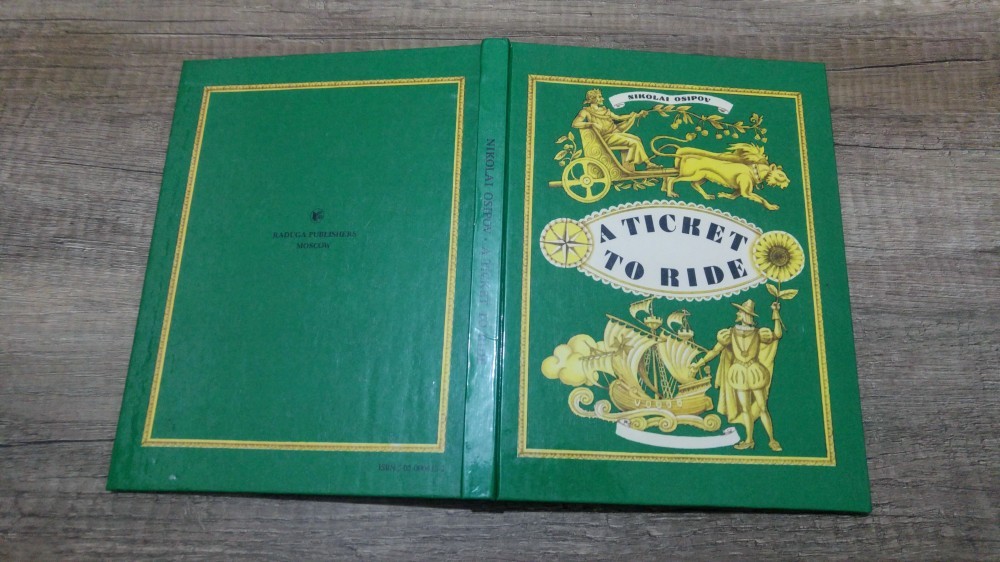 RADUGA PUBLISHERS
MOSCOW
NIKOLAI OSIPOV
NIKOLAI OSIPOV
A TICKET
TO RIDE